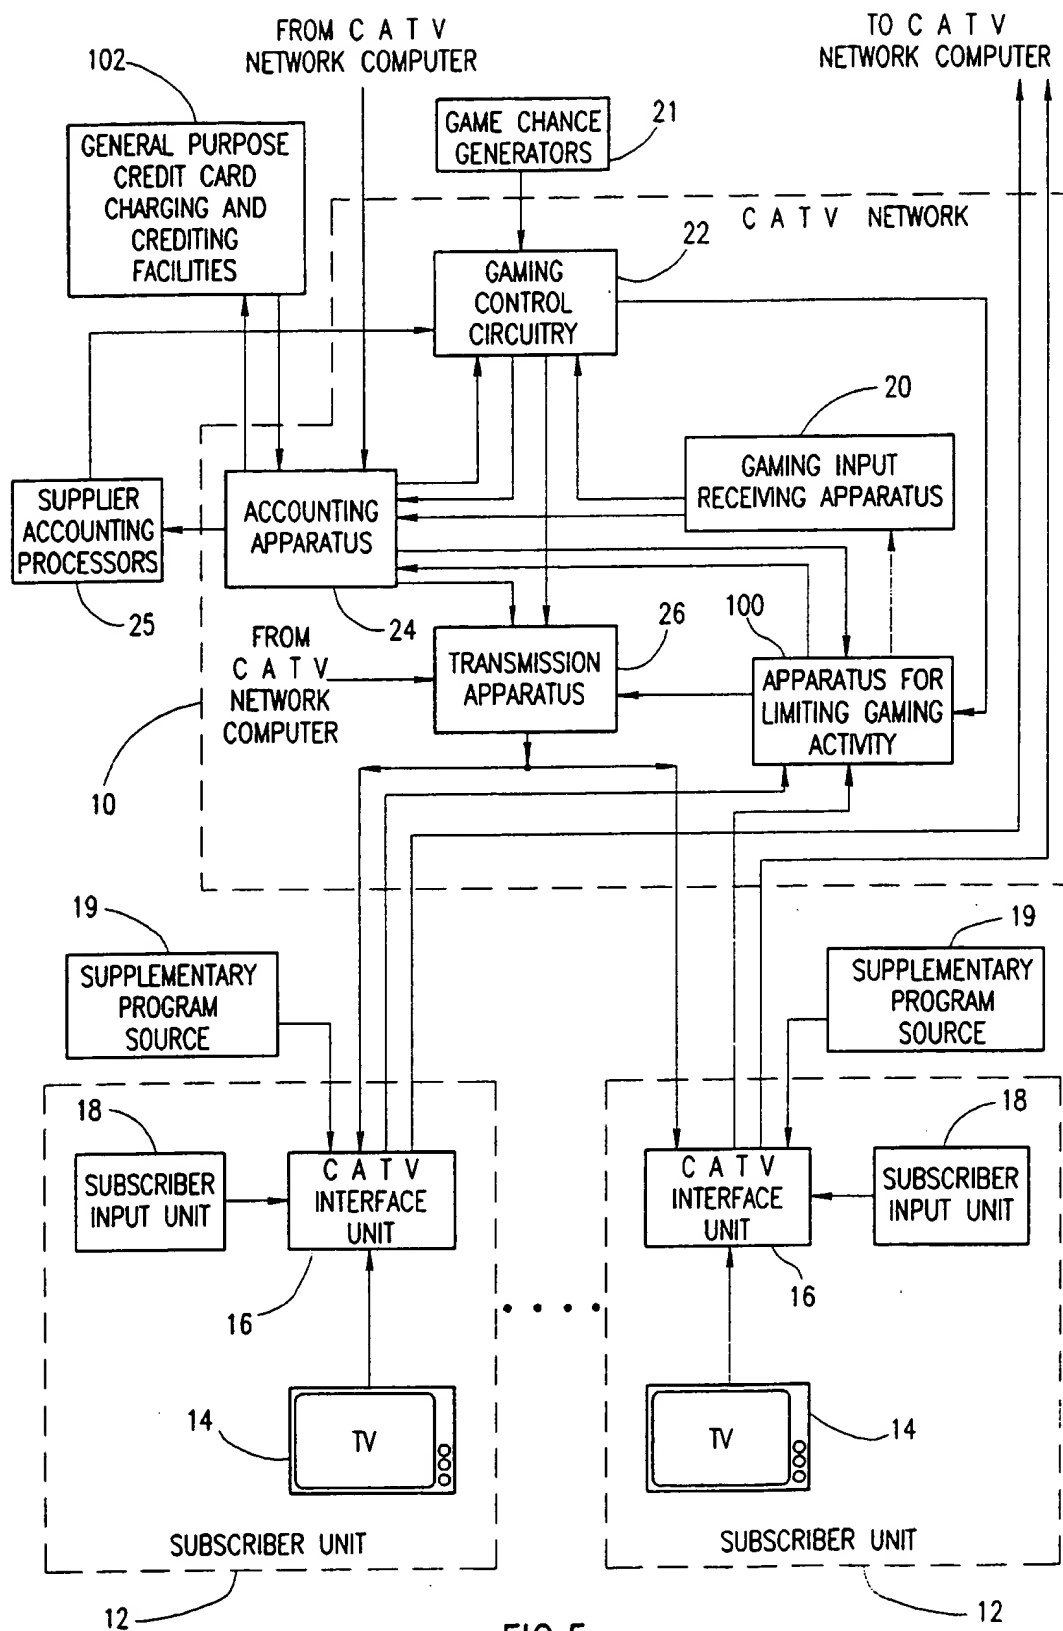 FROM C A T V
NETWORK COMPUTER
TO C A T V
NETWORK COMPUTER
102
GENERAL PURPOSE
CREDIT CARD
CHARGING AND
CREDITING
FACILITIES
GAME CHANCE
GENERATORS
21
C A T V NETWORK
22
GAMING
CONTROL
CIRCUITRY
20
GAMING INPUT
RECEIVING APPARATUS
SUPPLIER
ACCOUNTING
PROCESSORS
25
ACCOUNTING
APPARATUS
24
FROM
C A T V
NETWORK
COMPUTER
10
TRANSMISSION
APPARATUS
26
100
APPARATUS FOR
LIMITING GAMING
ACTIVITY
19
SUPPLEMENTARY
PROGRAM
SOURCE
19
SUPPLEMENTARY
PROGRAM
SOURCE
18
SUBSCRIBER
INPUT UNIT
C A T V
INTERFACE
UNIT
16
TV
14
SUBSCRIBER UNIT
12
C A T V
INTERFACE
UNIT
16
18
SUBSCRIBER
INPUT UNIT
TV
14
SUBSCRIBER UNIT
12